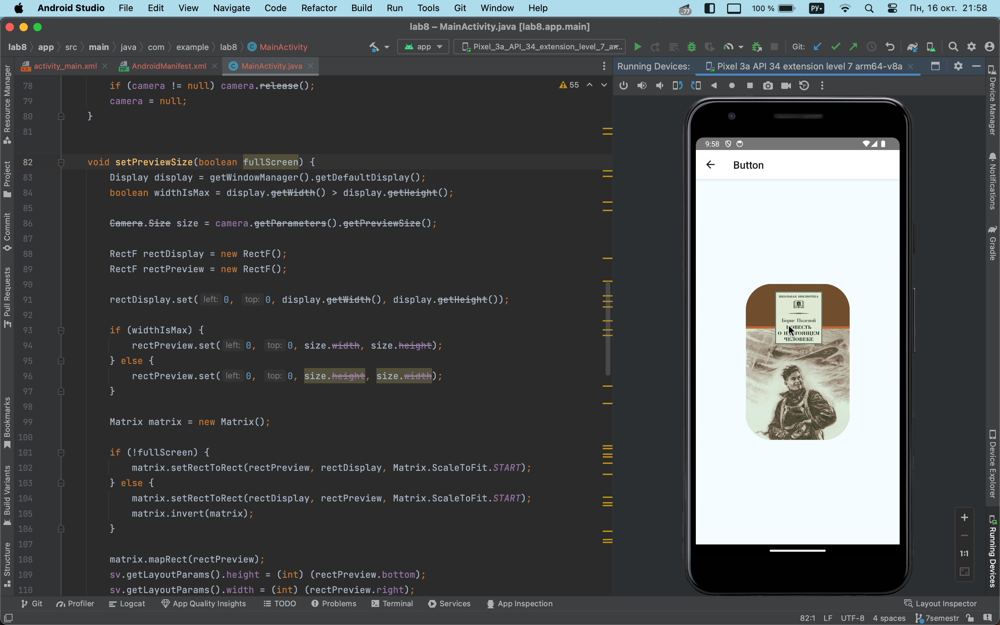 Android Studio File Edit View Navigate Code Refactor Build Run Tools Git Window Help ..77 100 % РУ Пн, 16 окт. 21:58
lab8 – MainActivity.java [lab8.app.main]
lab8 app src main java com example lab8 C MainActivity app Pixel_3a_API_34_extension_level_7_ar... Git:
activity_main.xml MF AndroidManifest.xml C MainActivity.java Running Devices: Pixel 3a API 34 extension level 7 arm64-v8a
55
78 if (camera != null) camera.release();
79 camera = null;
80 }
81
82 void setPreviewSize(boolean fullScreen) {
83 Display display = getWindowManager().getDefaultDisplay();
84 boolean widthIsMax = display.getWidth() > display.getHeight();
85
86 Camera.Size size = camera.getParameters().getPreviewSize();
87
88 RectF rectDisplay = new RectF();
89 RectF rectPreview = new RectF();
90
91 rectDisplay.set( left: 0, top: 0, display.getWidth(), display.getHeight());
92
93 if (widthIsMax) {
94 rectPreview.set( left: 0, top: 0, size.width, size.height);
95 } else {
96 rectPreview.set( left: 0, top: 0, size.height, size.width);
97 }
98
99 Matrix matrix = new Matrix();
100
101 if (!fullScreen) {
102 matrix.setRectToRect(rectPreview, rectDisplay, Matrix.ScaleToFit.START);
103 } else {
104 matrix.setRectToRect(rectDisplay, rectPreview, Matrix.ScaleToFit.START);
105 matrix.invert(matrix);
106 }
107
108 matrix.mapRect(rectPreview);
109 sv.getLayoutParams().height = (int) (rectPreview.bottom);
110 sv.getLayoutParams().width = (int) (rectPreview.right);
Resource Manager
Project
Commit
Pull Requests
Bookmarks
Build Variants
Structure
9:58
Button
ШКОЛЬНАЯ БИБЛИОТЕКА
Борис Полевой
ПОВЕСТЬ
О НАСТОЯЩЕМ
ЧЕЛОВЕКЕ
1:1
Device Manager
Notifications
Gradle
Device Explorer
Running Devices
Git Profiler Logcat App Quality Insights TODO Problems Terminal Services App Inspection Layout Inspector
82:1 LF UTF-8 4 spaces 7semestr